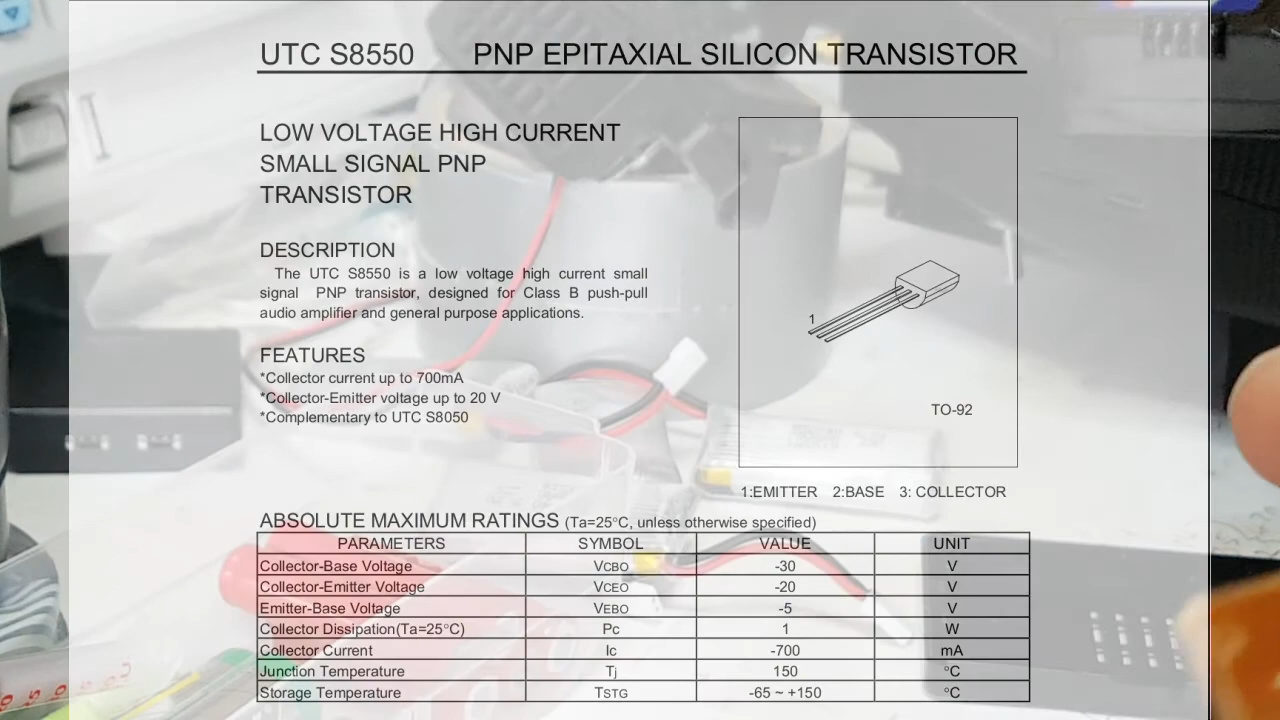 UTC S8550 PNP EPITAXIAL SILICON TRANSISTOR
LOW VOLTAGE HIGH CURRENT
SMALL SIGNAL PNP
TRANSISTOR
DESCRIPTION
The UTC S8550 is a low voltage high current small
signal PNP transistor, designed for Class B push-pull
audio amplifier and general purpose applications.
FEATURES
*Collector current up to 700mA
*Collector-Emitter voltage up to 20 V
*Complementary to UTC S8050
1
TO-92
1:EMITTER 2:BASE 3: COLLECTOR
ABSOLUTE MAXIMUM RATINGS (Ta=25°C, unless otherwise specified)
PARAMETERS SYMBOL VALUE UNIT
Collector-Base Voltage VCBO -30 V
Collector-Emitter Voltage VCEO -20 V
Emitter-Base Voltage VEBO -5 V
Collector Dissipation(Ta=25°C) Pc 1 W
Collector Current Ic -700 mA
Junction Temperature Tj 150 °C
Storage Temperature TSTG -65 ~ +150 °C